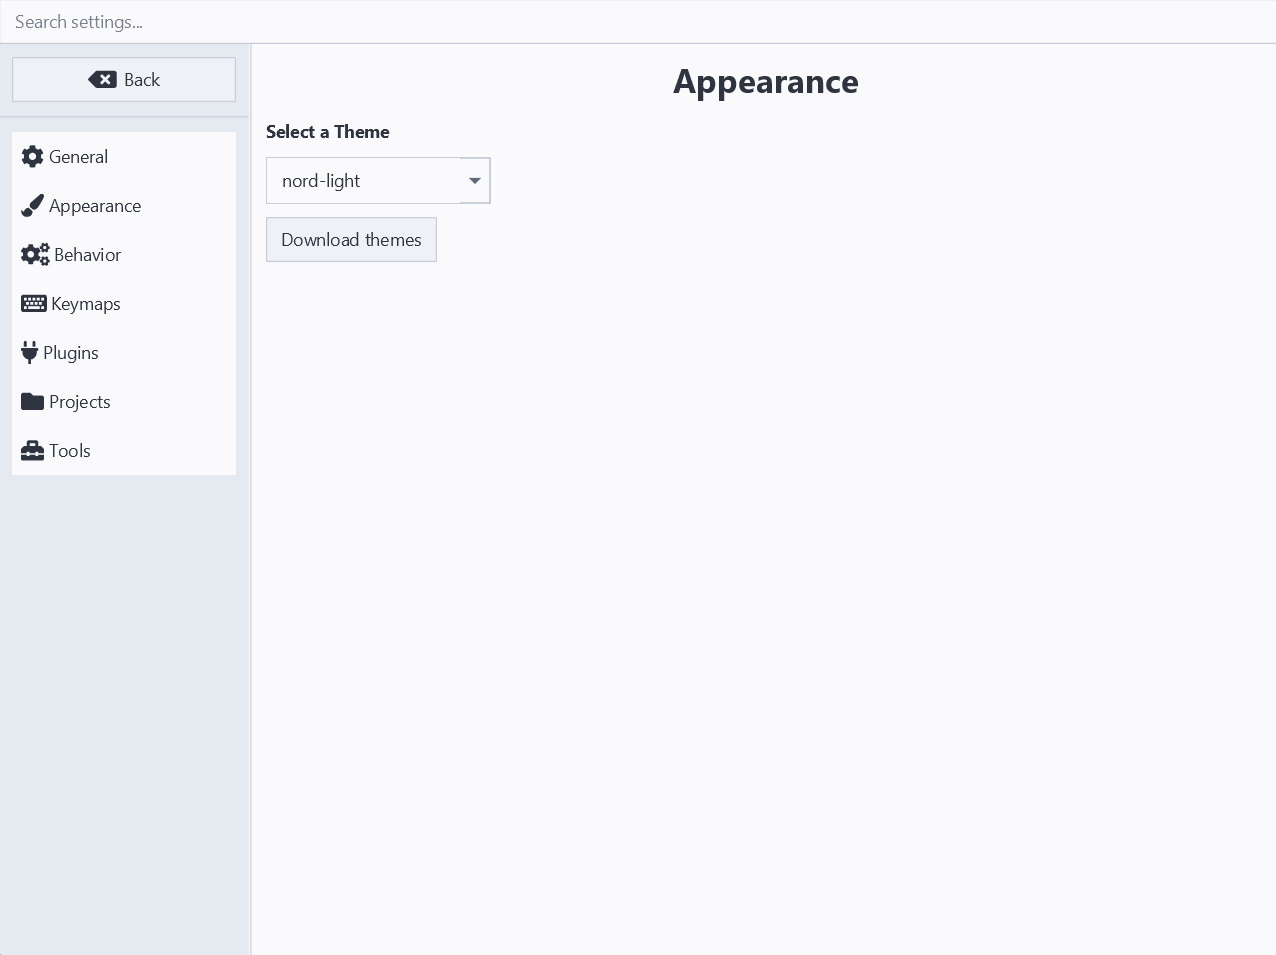 Search settings...
Back
General
Appearance
Behavior
Keymaps
Plugins
Projects
Tools
Appearance
Select a Theme
nord-light
Download themes